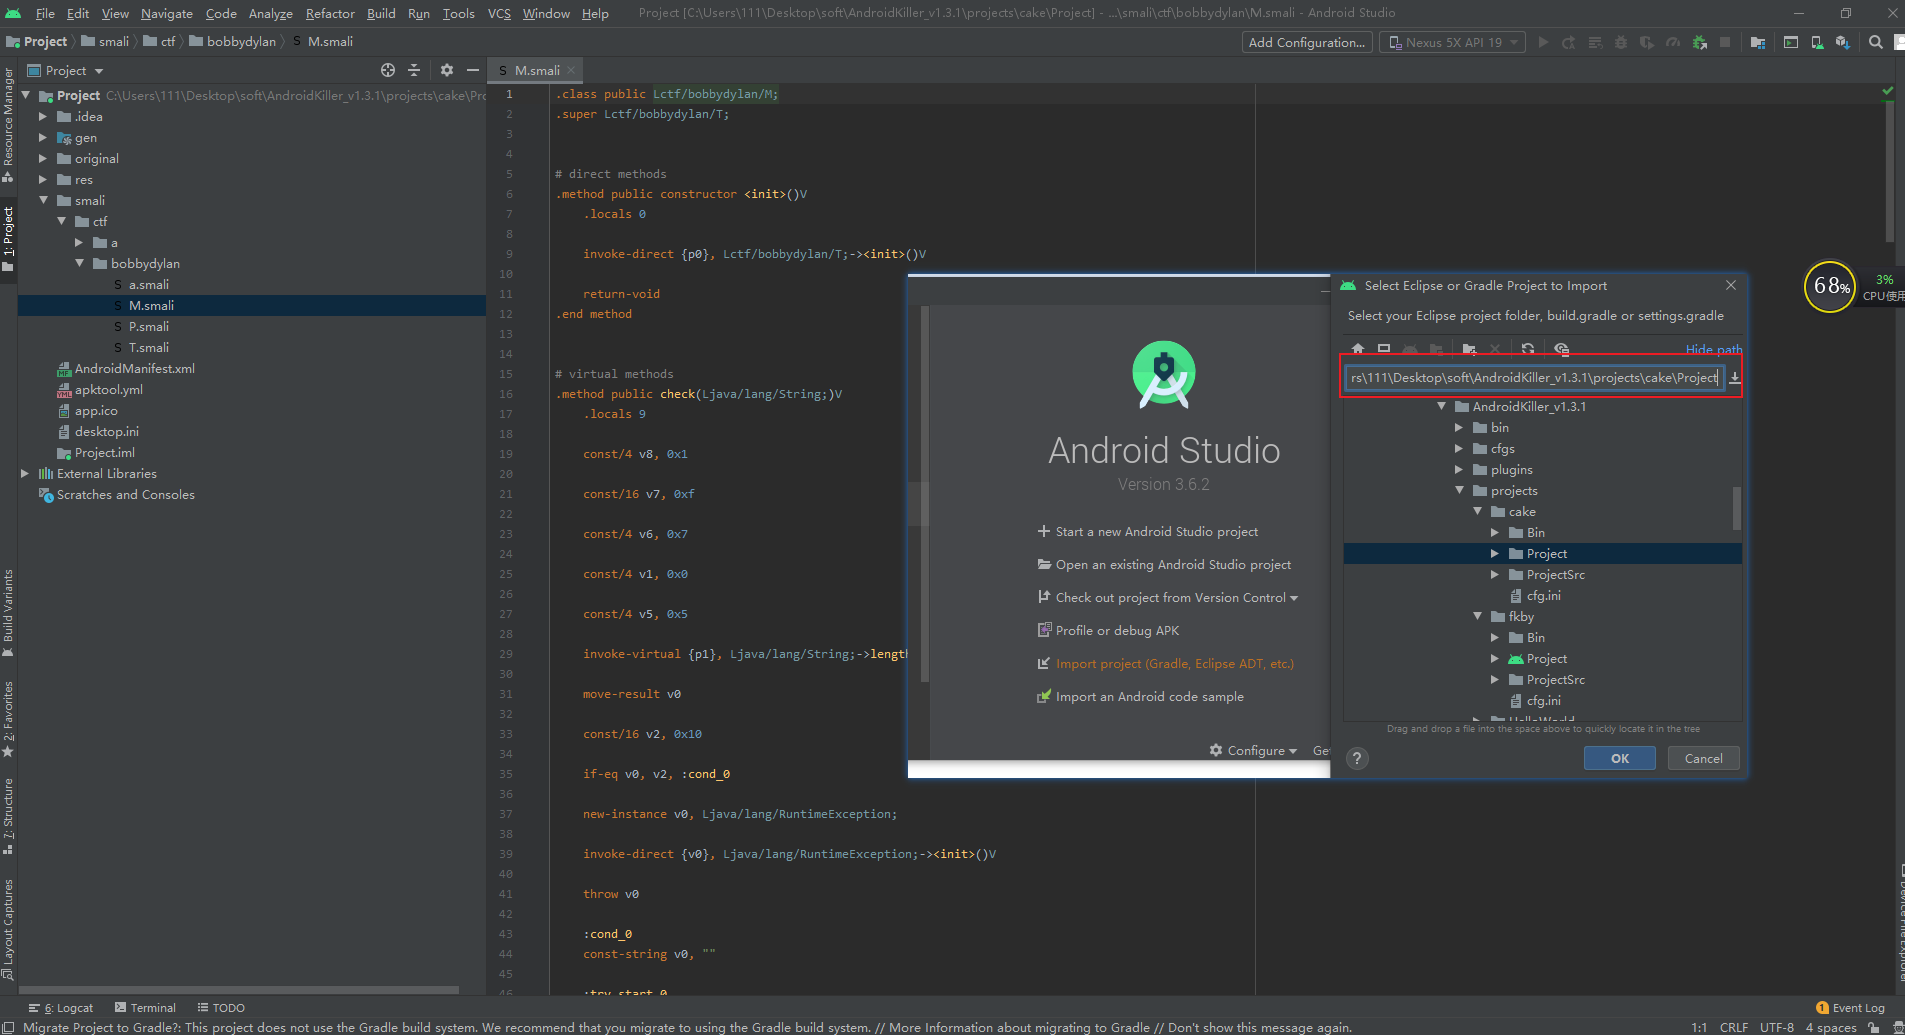 File Edit View Navigate Code Analyze Refactor Build Run Tools VCS Window Help Project [C:\Users\111\Desktop\soft\AndroidKiller_v1.3.1\projects\cake\Project] - ...\smali\ctf\bobbydylan\M.smali - Android Studio
Project smali ctf bobbydylan S M.smali Add Configuration... Nexus 5X API 19
Resource Manager
1: Project
Build Variants
2: Favorites
7: Structure
Layout Captures
Project
Project C:\Users\111\Desktop\soft\AndroidKiller_v1.3.1\projects\cake\Pro
.idea
gen
original
res
smali
ctf
a
bobbydylan
S a.smali
S M.smali
S P.smali
S T.smali
MF AndroidManifest.xml
YML apktool.yml
app.ico
desktop.ini
Project.iml
External Libraries
Scratches and Consoles
S M.smali
1 .class public Lctf/bobbydylan/M;
2 .super Lctf/bobbydylan/T;
3
4
5 # direct methods
6 .method public constructor <init>()V
7 .locals 0
8
9 invoke-direct {p0}, Lctf/bobbydylan/T;-><init>()V
10
11 return-void
12 .end method
13
14
15 # virtual methods
16 .method public check(Ljava/lang/String;)V
17 .locals 9
18
19 const/4 v8, 0x1
20
21 const/16 v7, 0xf
22
23 const/4 v6, 0x7
24
25 const/4 v1, 0x0
26
27 const/4 v5, 0x5
28
29 invoke-virtual {p1}, Ljava/lang/String;->length
30
31 move-result v0
32
33 const/16 v2, 0x10
34
35 if-eq v0, v2, :cond_0
36
37 new-instance v0, Ljava/lang/RuntimeException;
38
39 invoke-direct {v0}, Ljava/lang/RuntimeException;-><init>()V
40
41 throw v0
42
43 :cond_0
44 const-string v0, ""
45
46 :try_start_0
Android Studio
Version 3.6.2
Start a new Android Studio project
Open an existing Android Studio project
Check out project from Version Control
Profile or debug APK
Import project (Gradle, Eclipse ADT, etc.)
Import an Android code sample
Configure Get
Select Eclipse or Gradle Project to Import
Select your Eclipse project folder, build.gradle or settings.gradle
Hide path
rs\111\Desktop\soft\AndroidKiller_v1.3.1\projects\cake\Project
AndroidKiller_v1.3.1
bin
cfgs
plugins
projects
cake
Bin
Project
ProjectSrc
cfg.ini
fkby
Bin
Project
ProjectSrc
cfg.ini
HelloWorld
Drag and drop a file into the space above to quickly locate it in the tree
? OK Cancel
68%
3%
CPU使用
Device File Explorer
6: Logcat Terminal TODO 1 Event Log
Migrate Project to Gradle?: This project does not use the Gradle build system. We recommend that you migrate to using the Gradle build system. // More Information about migrating to Gradle // Don't show this message again. 1:1 CRLF UTF-8 4 spaces